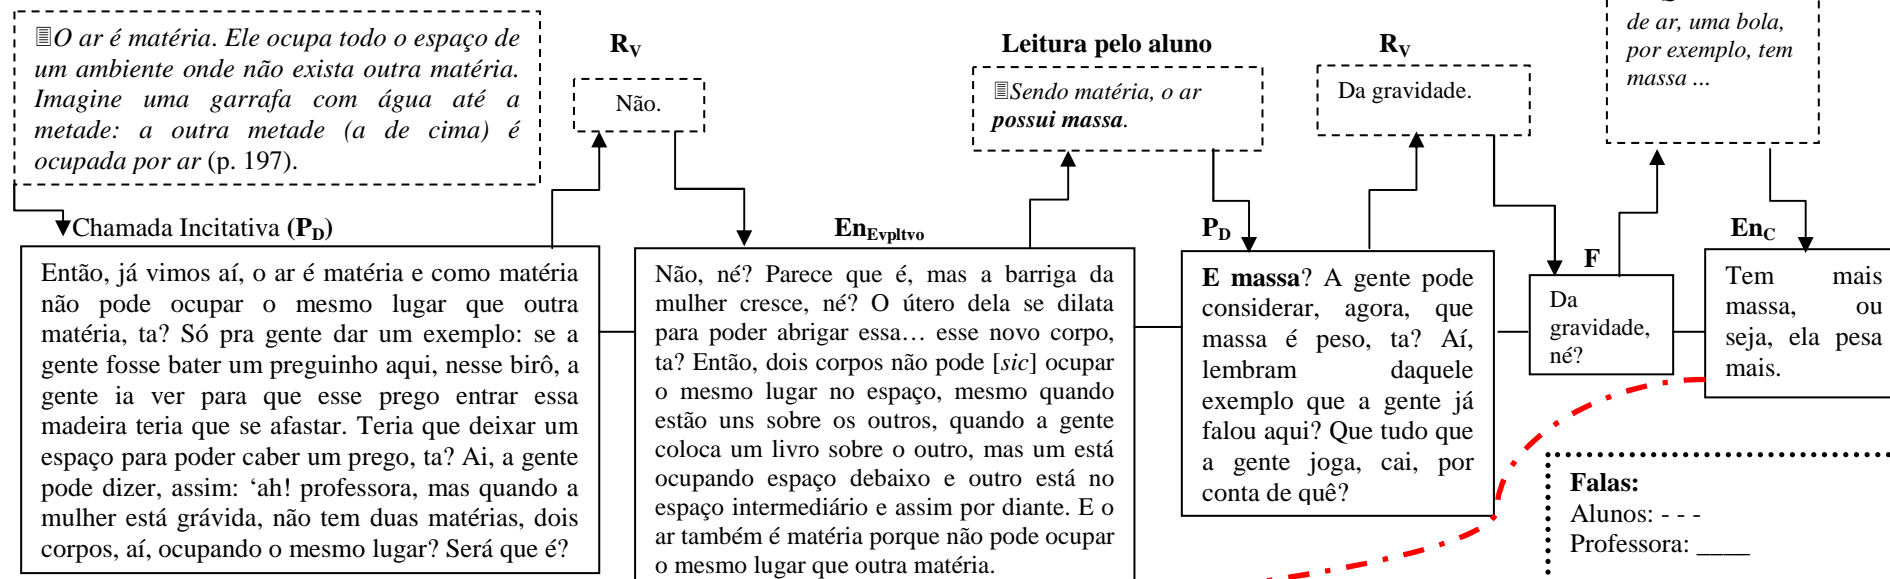 O ar é matéria. Ele ocupa todo o espaço de
um ambiente onde não exista outra matéria.
Imagine uma garrafa com água até a
metade: a outra metade (a de cima) é
ocupada por ar (p. 197).
R_V
Não.
Leitura pelo aluno
Sendo matéria, o ar
possui massa.
R_V
Da gravidade.
de ar, uma bola,
por exemplo, tem
massa ...
Chamada Incitativa (P_D)
Então, já vimos aí, o ar é matéria e como matéria
não pode ocupar o mesmo lugar que outra
matéria, ta? Só pra gente dar um exemplo: se a
gente fosse bater um preguinho aqui, nesse birô, a
gente ia ver para que esse prego entrar essa
madeira teria que se afastar. Teria que deixar um
espaço para poder caber um prego, ta? Ai, a gente
pode dizer, assim: ‘ah! professora, mas quando a
mulher está grávida, não tem duas matérias, dois
corpos, aí, ocupando o mesmo lugar? Será que é?
En_Evpltvo
Não, né? Parece que é, mas a barriga da
mulher cresce, né? O útero dela se dilata
para poder abrigar essa… esse novo corpo,
ta? Então, dois corpos não pode [sic] ocupar
o mesmo lugar no espaço, mesmo quando
estão uns sobre os outros, quando a gente
coloca um livro sobre o outro, mas um está
ocupando espaço debaixo e outro está no
espaço intermediário e assim por diante. E o
ar também é matéria porque não pode ocupar
o mesmo lugar que outra matéria.
P_D
E massa? A gente pode
considerar, agora, que
massa é peso, ta? Aí,
lembram daquele
exemplo que a gente já
falou aqui? Que tudo que
a gente joga, cai, por
conta de quê?
F
Da
gravidade,
né?
En_C
Tem mais
massa, ou
seja, ela pesa
mais.
Falas:
Alunos: - - -
Professora: ____